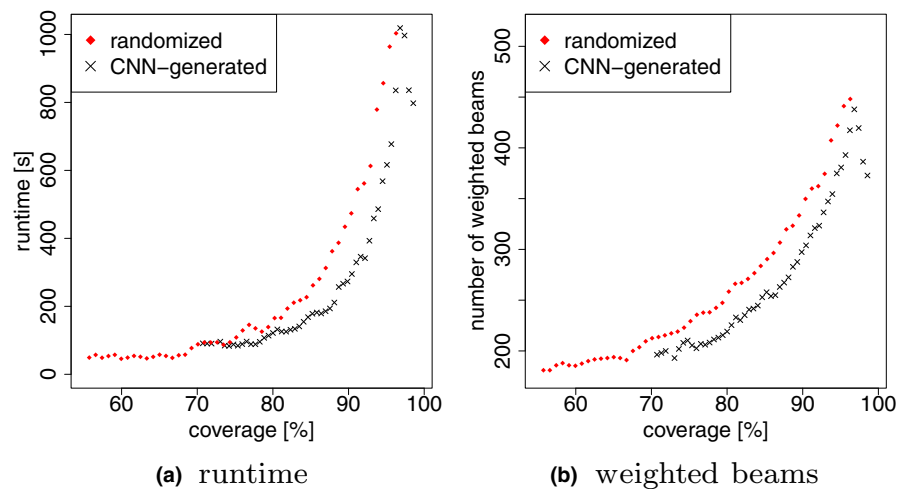 randomized
CNN−generated
runtime [s]
0 200 400 600 800 1000
60 70 80 90 100
coverage [%]
(a) runtime
randomized
CNN−generated
number of weighted beams
200 300 400 500
60 70 80 90 100
coverage [%]
(b) weighted beams